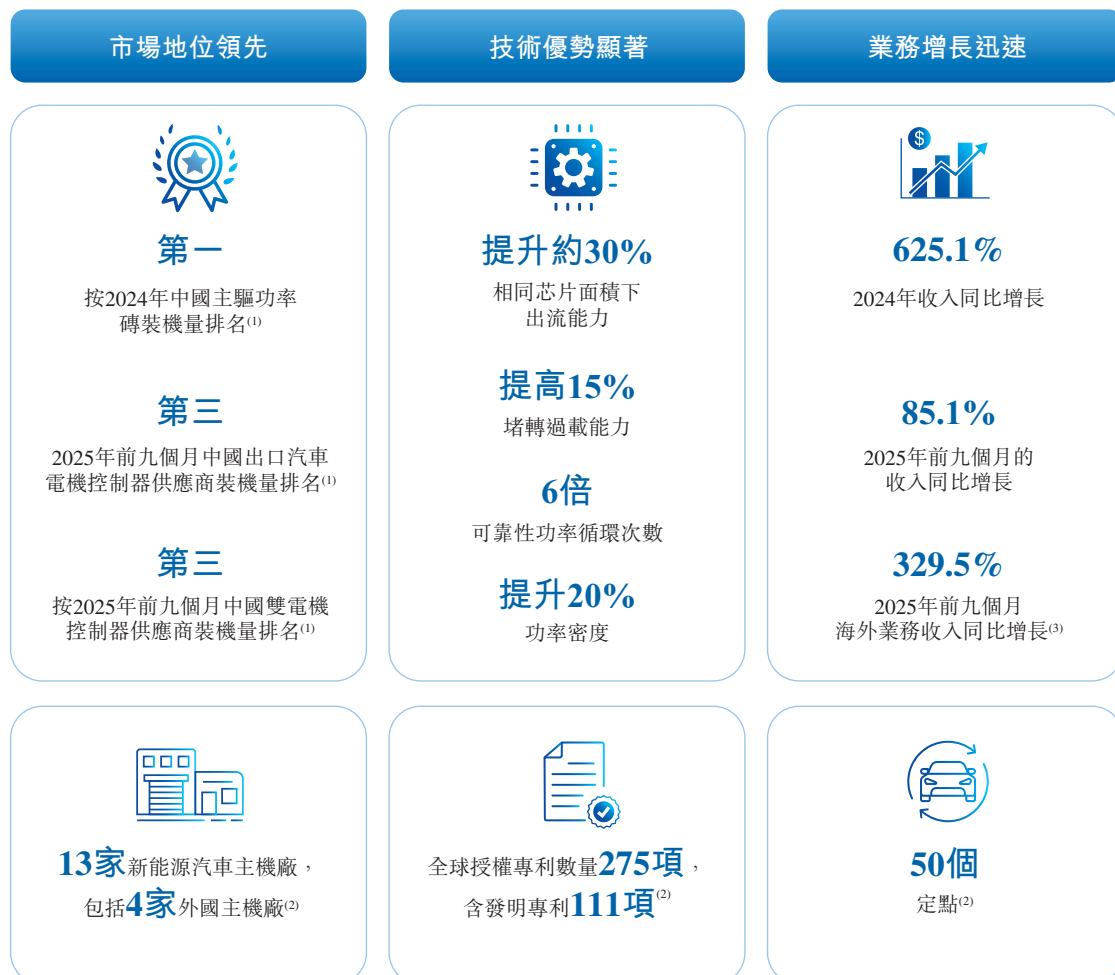 市場地位領先
技術優勢顯著
業務增長迅速
第一
按2024年中國主驅功率
磚裝機量排名(1)
第三
2025年前九個月中國出口汽車
電機控制器供應商裝機量排名(1)
第三
按2025年前九個月中國雙電機
控制器供應商裝機量排名(1)
提升約30%
相同芯片面積下
出流能力
提高15%
堵轉過載能力
6倍
可靠性功率循環次數
提升20%
功率密度
$
625.1%
2024年收入同比增長
85.1%
2025年前九個月的
收入同比增長
329.5%
2025年前九個月
海外業務收入同比增長(3)
13家新能源汽車主機廠，
包括4家外國主機廠(2)
全球授權專利數量275項，
含發明專利111項(2)
50個
定點(2)